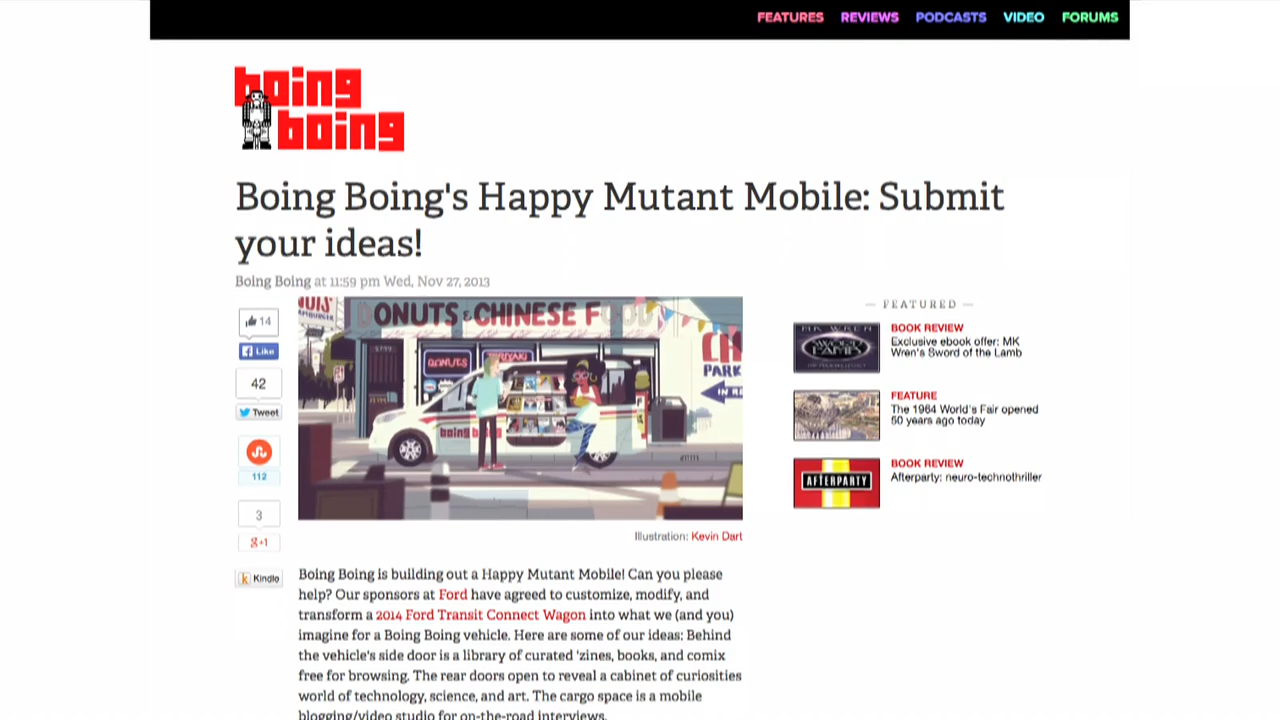 FEATURES REVIEWS PODCASTS VIDEO FORUMS
boing
boing
Boing Boing's Happy Mutant Mobile: Submit
your ideas!
Boing Boing at 11:59 pm Wed, Nov 27, 2013
14
Like
42
Tweet
112
3
g+1
Kindle
DONUTS & CHINESE FOOD
DONUTS
TERIYAKI
PARK
boing boing
Illustration: Kevin Dart
Boing Boing is building out a Happy Mutant Mobile! Can you please
help? Our sponsors at Ford have agreed to customize, modify, and
transform a 2014 Ford Transit Connect Wagon into what we (and you)
imagine for a Boing Boing vehicle. Here are some of our ideas: Behind
the vehicle's side door is a library of curated 'zines, books, and comix
free for browsing. The rear doors open to reveal a cabinet of curiosities
world of technology, science, and art. The cargo space is a mobile
blogging/video studio for on-the-road interviews.
— FEATURED —
MK WREN
SWORD
LAMB
BOOK REVIEW
Exclusive ebook offer: MK
Wren's Sword of the Lamb
FEATURE
The 1964 World's Fair opened
50 years ago today
AFTERPARTY
BOOK REVIEW
Afterparty: neuro-technothriller